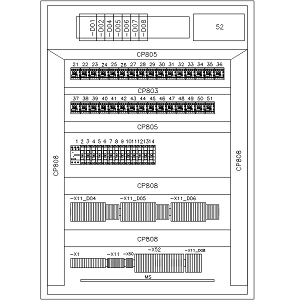 -D01 -D02 -D04 -D05 -D06 -D07 -D08
52
CP805
21 22 23 24 25 26 27 28 29 30 31 32 33 34 35 36
CP803
37 38 39 40 41 42 43 44 45 46 47 48 49 50 51
CP805
1 2 3 4 5 6 7 8 9 10 11 12 13 14
CP808
CP808
CP808
-X11_D04 -X11_D05 -X11_D06
CP808
-X1 -X11 -X50 -X52 -X11_D08
MS